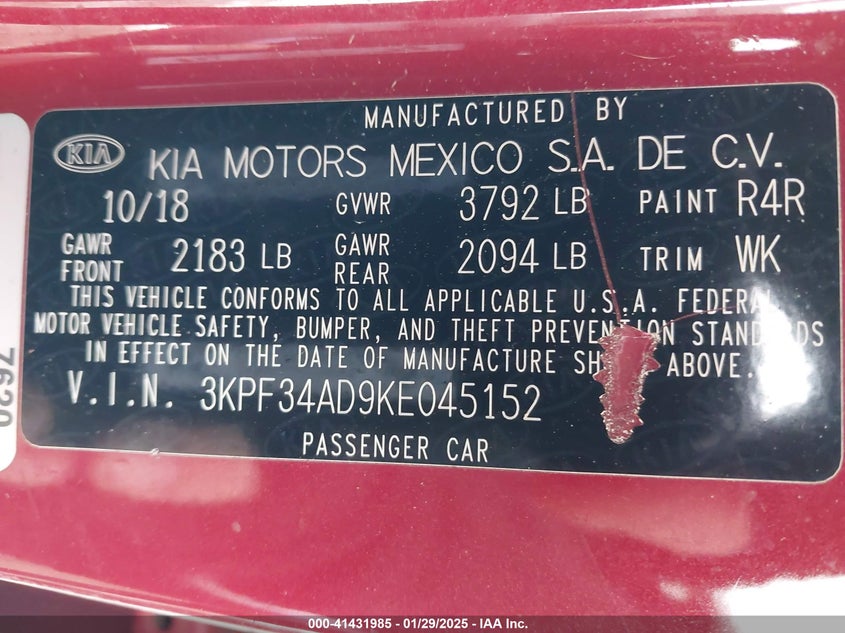 MANUFACTURED BY
KIA KIA MOTORS MEXICO S.A. DE C.V.
10/18 GVWR 3792 LB PAINT R4R
GAWR FRONT 2183 LB GAWR REAR 2094 LB TRIM WK
THIS VEHICLE CONFORMS TO ALL APPLICABLE U.S.A. FEDERAL
MOTOR VEHICLE SAFETY, BUMPER, AND THEFT PREVENTION STANDARDS
IN EFFECT ON THE DATE OF MANUFACTURE SH ABOVE.
V.I.N. 3KPF34AD9KE045152
PASSENGER CAR
000-41431985 - 01/29/2025 - IAA Inc.